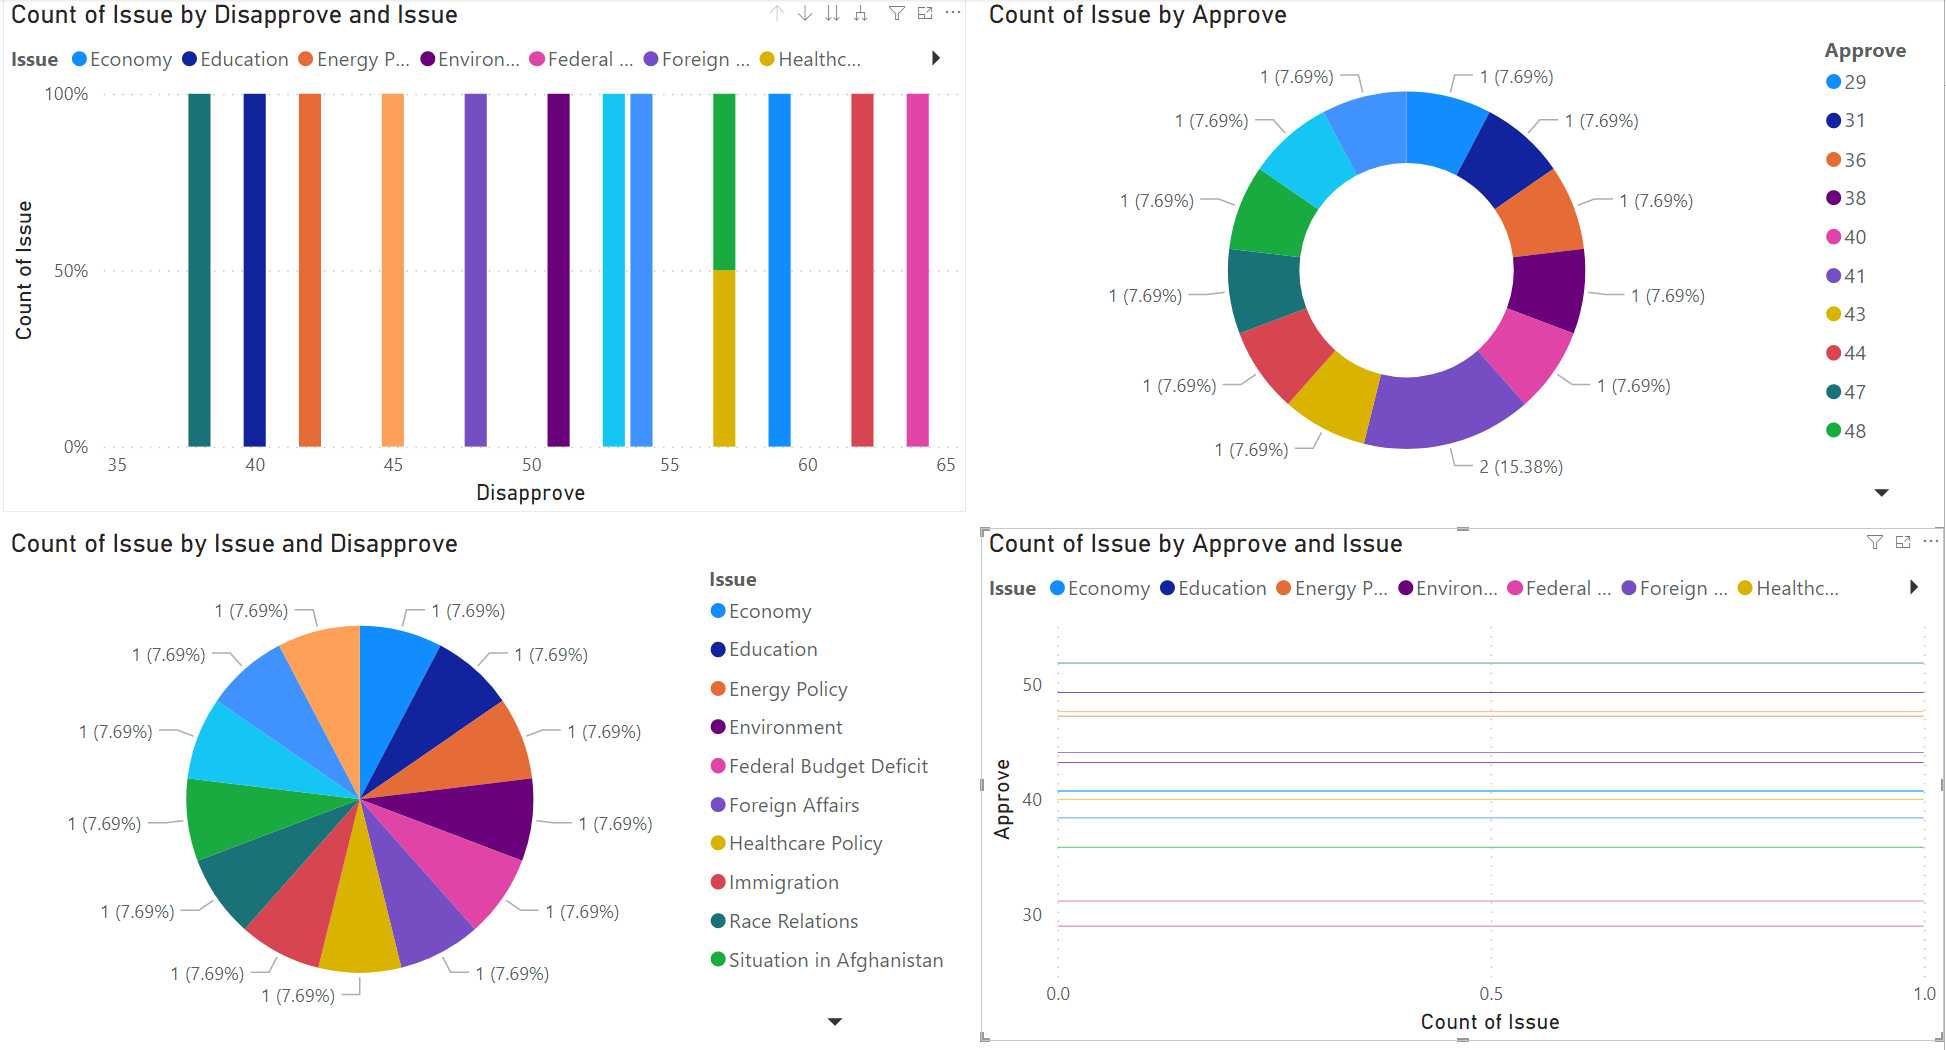 Count of Issue by Disapprove and Issue
Issue Economy Education Energy P... Environ... Federal ... Foreign ... Healthc...
Count of Issue
100%
50%
0%
35 40 45 50 55 60 65
Disapprove
Count of Issue by Approve
1 (7.69%) 1 (7.69%)
1 (7.69%) 1 (7.69%)
1 (7.69%) 1 (7.69%)
1 (7.69%) 1 (7.69%)
1 (7.69%) 1 (7.69%)
1 (7.69%) 2 (15.38%)
Approve
29
31
36
38
40
41
43
44
47
48
Count of Issue by Issue and Disapprove
1 (7.69%) 1 (7.69%)
1 (7.69%) 1 (7.69%)
1 (7.69%) 1 (7.69%)
1 (7.69%) 1 (7.69%)
1 (7.69%) 1 (7.69%)
1 (7.69%) 1 (7.69%)
1 (7.69%)
Issue
Economy
Education
Energy Policy
Environment
Federal Budget Deficit
Foreign Affairs
Healthcare Policy
Immigration
Race Relations
Situation in Afghanistan
Count of Issue by Approve and Issue
Issue Economy Education Energy P... Environ... Federal ... Foreign ... Healthc...
Approve
50
40
30
0.0 0.5 1.0
Count of Issue